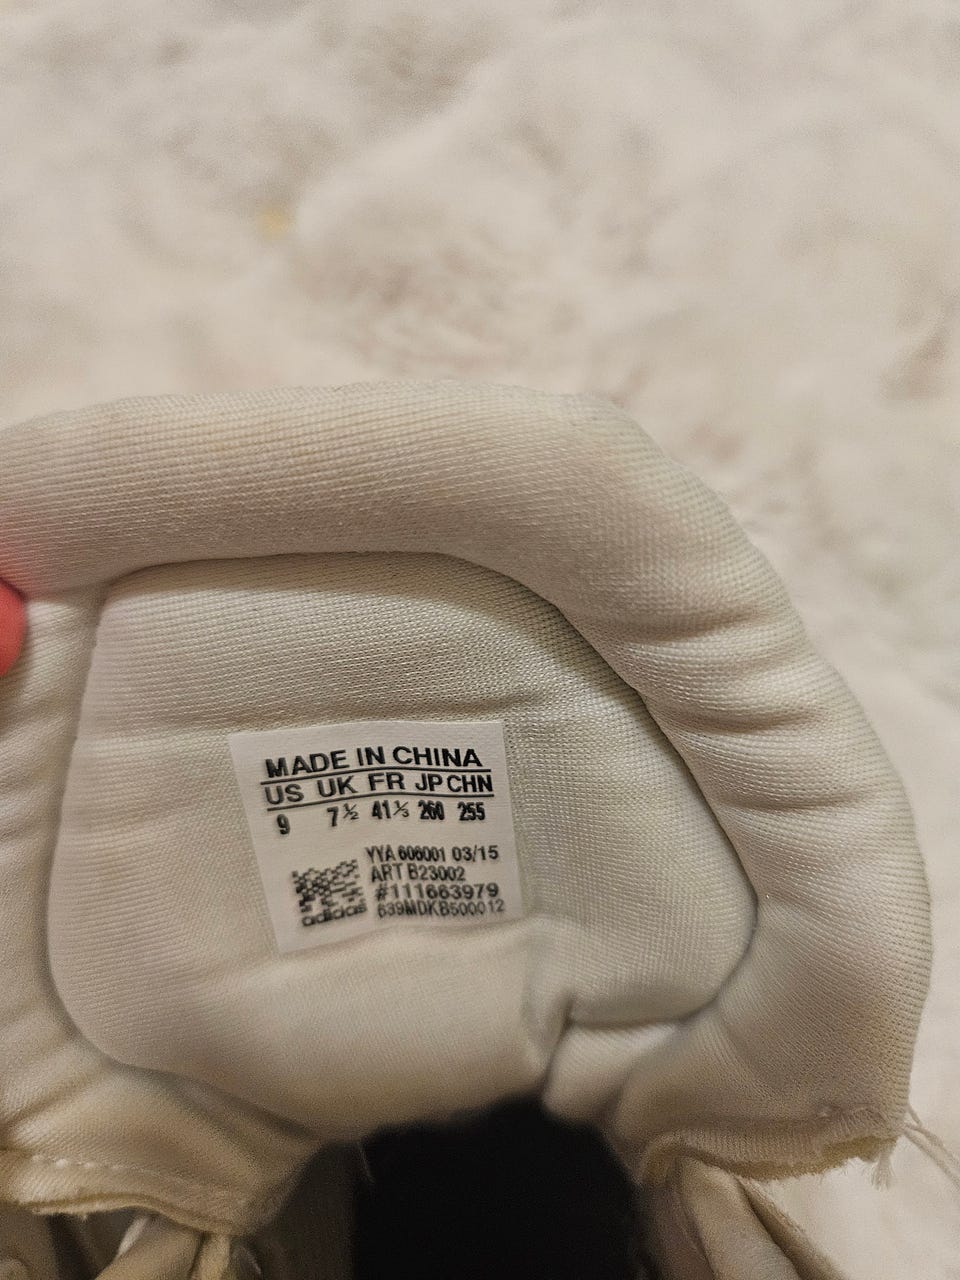 MADE IN CHINA
US UK FR JP CHN
9 7½ 41⅓ 260 255
YYA 606001 03/15
ART B23002
#111663979
639MDKB500012
adidas